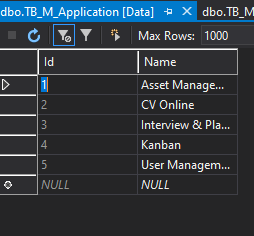 dbo.TB_M_Application [Data]
dbo.TB_M
Max Rows: 1000
Id Name
1 Asset Manage...
2 CV Online
3 Interview & Pla...
4 Kanban
5 User Managem...
NULL NULL